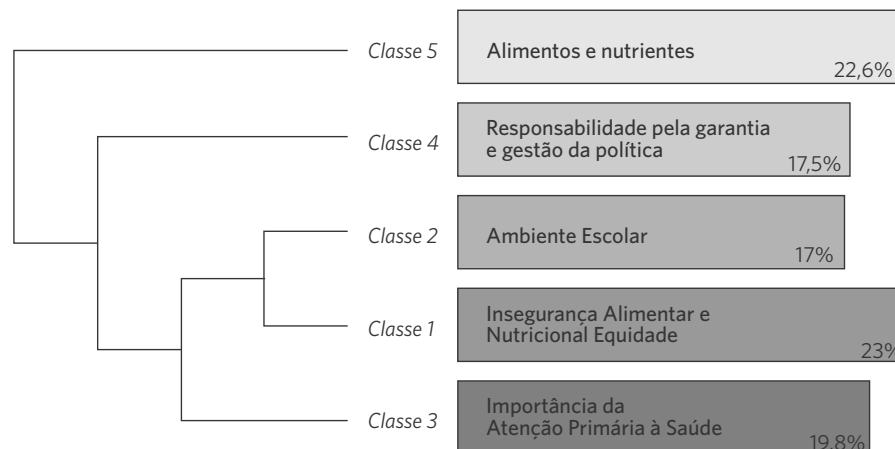 Classe 5
Alimentos e nutrientes
22,6%
Classe 4
Responsabilidade pela garantia
e gestão da política
17,5%
Classe 2
Ambiente Escolar
17%
Classe 1
Insegurança Alimentar e
Nutricional Equidade
23%
Classe 3
Importância da
Atenção Primária à Saúde
19,8%